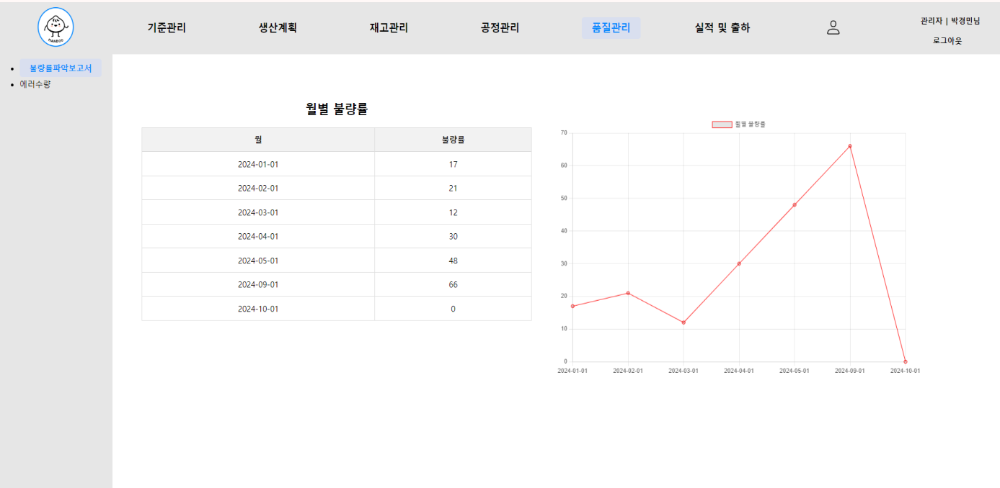 HANDOO
기준관리
생산계획
재고관리
공정관리
품질관리
실적 및 출하
관리자 | 박경민님
로그아웃
불량률파악보고서
에러수량
월별 불량률
월 불량률
2024-01-01 17
2024-02-01 21
2024-03-01 12
2024-04-01 30
2024-05-01 48
2024-09-01 66
2024-10-01 0
월별 불량률
70
60
50
40
30
20
10
0
2024-01-01 2024-02-01 2024-03-01 2024-04-01 2024-05-01 2024-09-01 2024-10-01